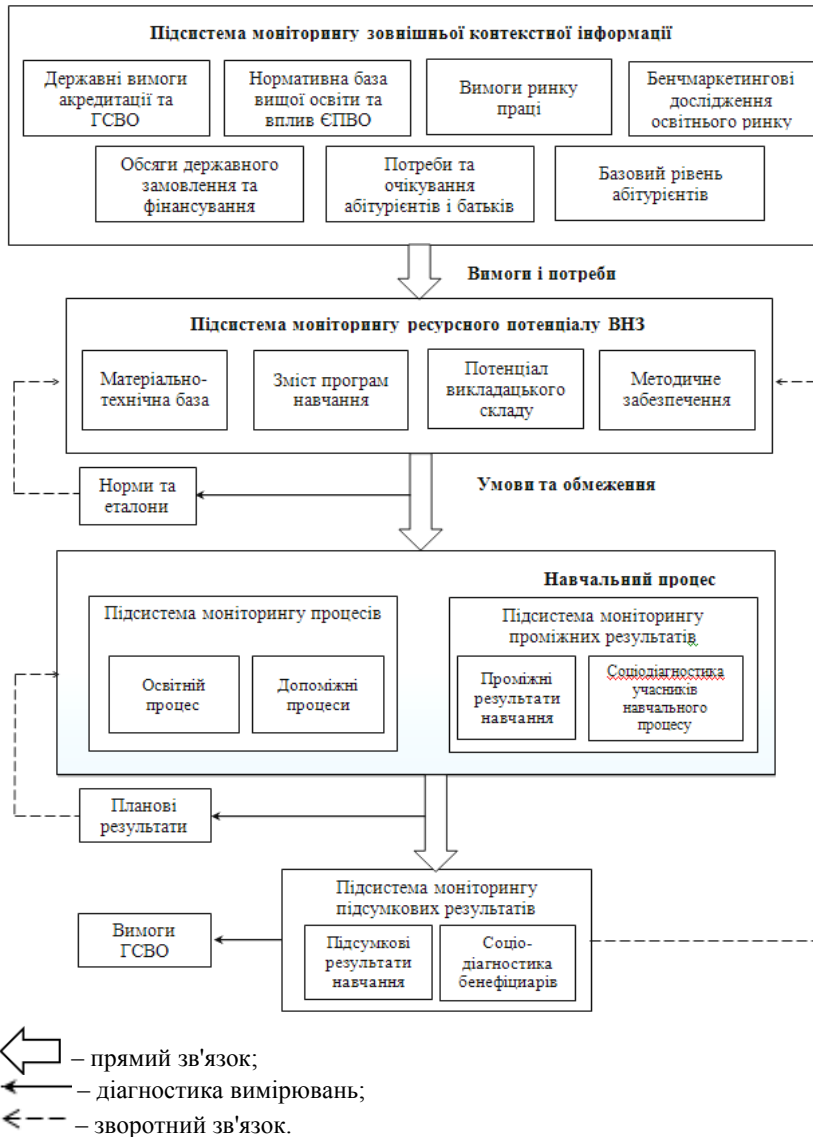 Підсистема моніторингу зовнішньої контекстної інформації
Державні вимоги
акредитації та
ГСВО
Нормативна база
вищої освіти та
вплив ЄПВО
Вимоги ринку
праці
Бенчмаркетингові
дослідження
освітнього ринку
Обсяги державного
замовлення та
фінансування
Потреби та
очікування
абітурієнтів і батьків
Базовий рівень
абітурієнтів
Вимоги і потреби
Підсистема моніторингу ресурсного потенціалу ВНЗ
Матеріально-
технічна база
Зміст програм
навчання
Потенціал
викладацького
складу
Методичне
забезпечення
Норми та
еталони
Умови та обмеження
Навчальний процес
Підсистема моніторингу процесів
Освітній
процес
Допоміжні
процеси
Підсистема моніторингу
проміжних результатів
Проміжні
результати
навчання
Соціодіагностика
учасників
навчального
процесу
Планові
результати
Підсистема моніторингу
підсумкових результатів
Підсумкові
результати
навчання
Соціо-
діагностика
бенефіциарів
Вимоги
ГСВО
– прямий зв'язок;
– діагностика вимірювань;
– зворотний зв'язок.